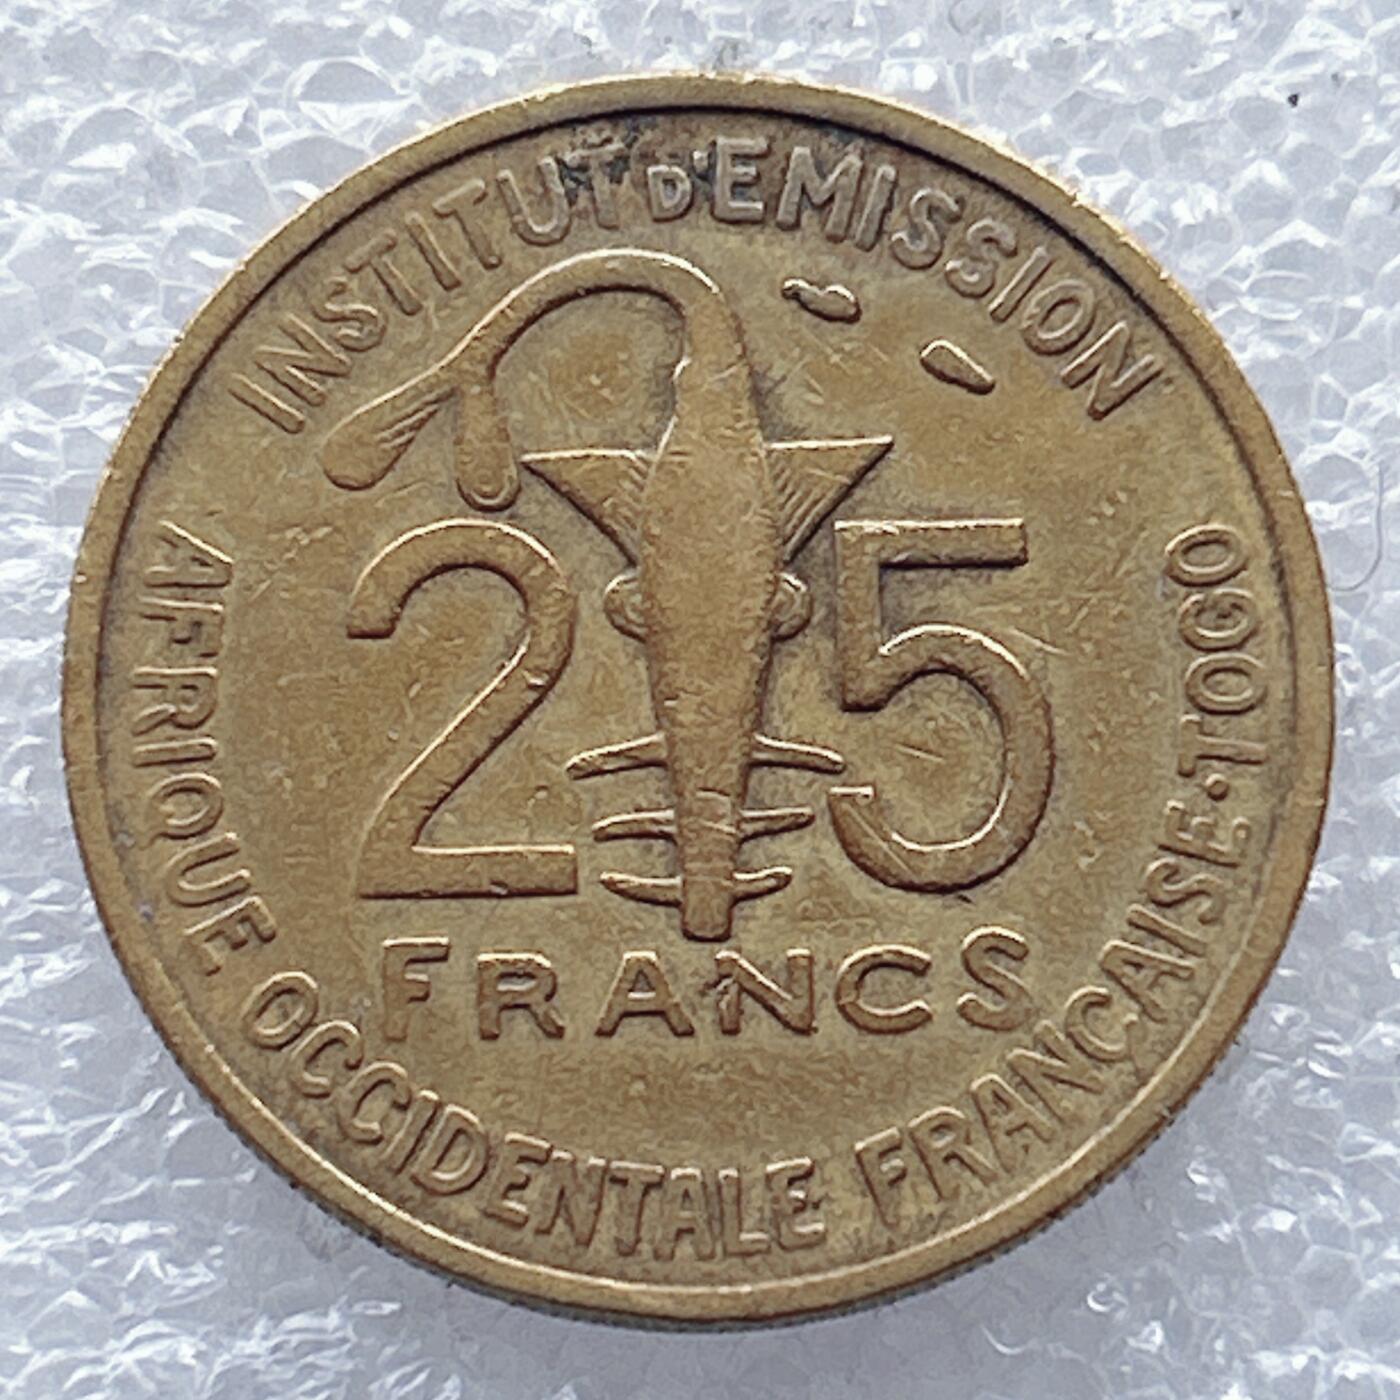 INSTITUT D'EMISSION
25
FRANCS
AFRIQUE OCCIDENTALE FRANCAISE·TOGO